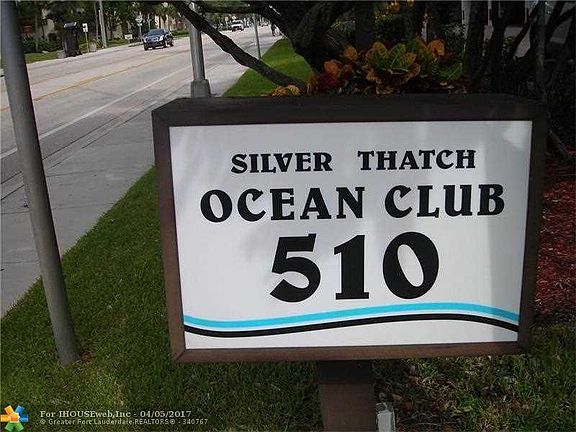 SILVER THATCH
OCEAN CLUB
510
For IHOUSEweb,Inc - 04/05/2017
© Greater Fort Lauderdale REALTORS® - 340767